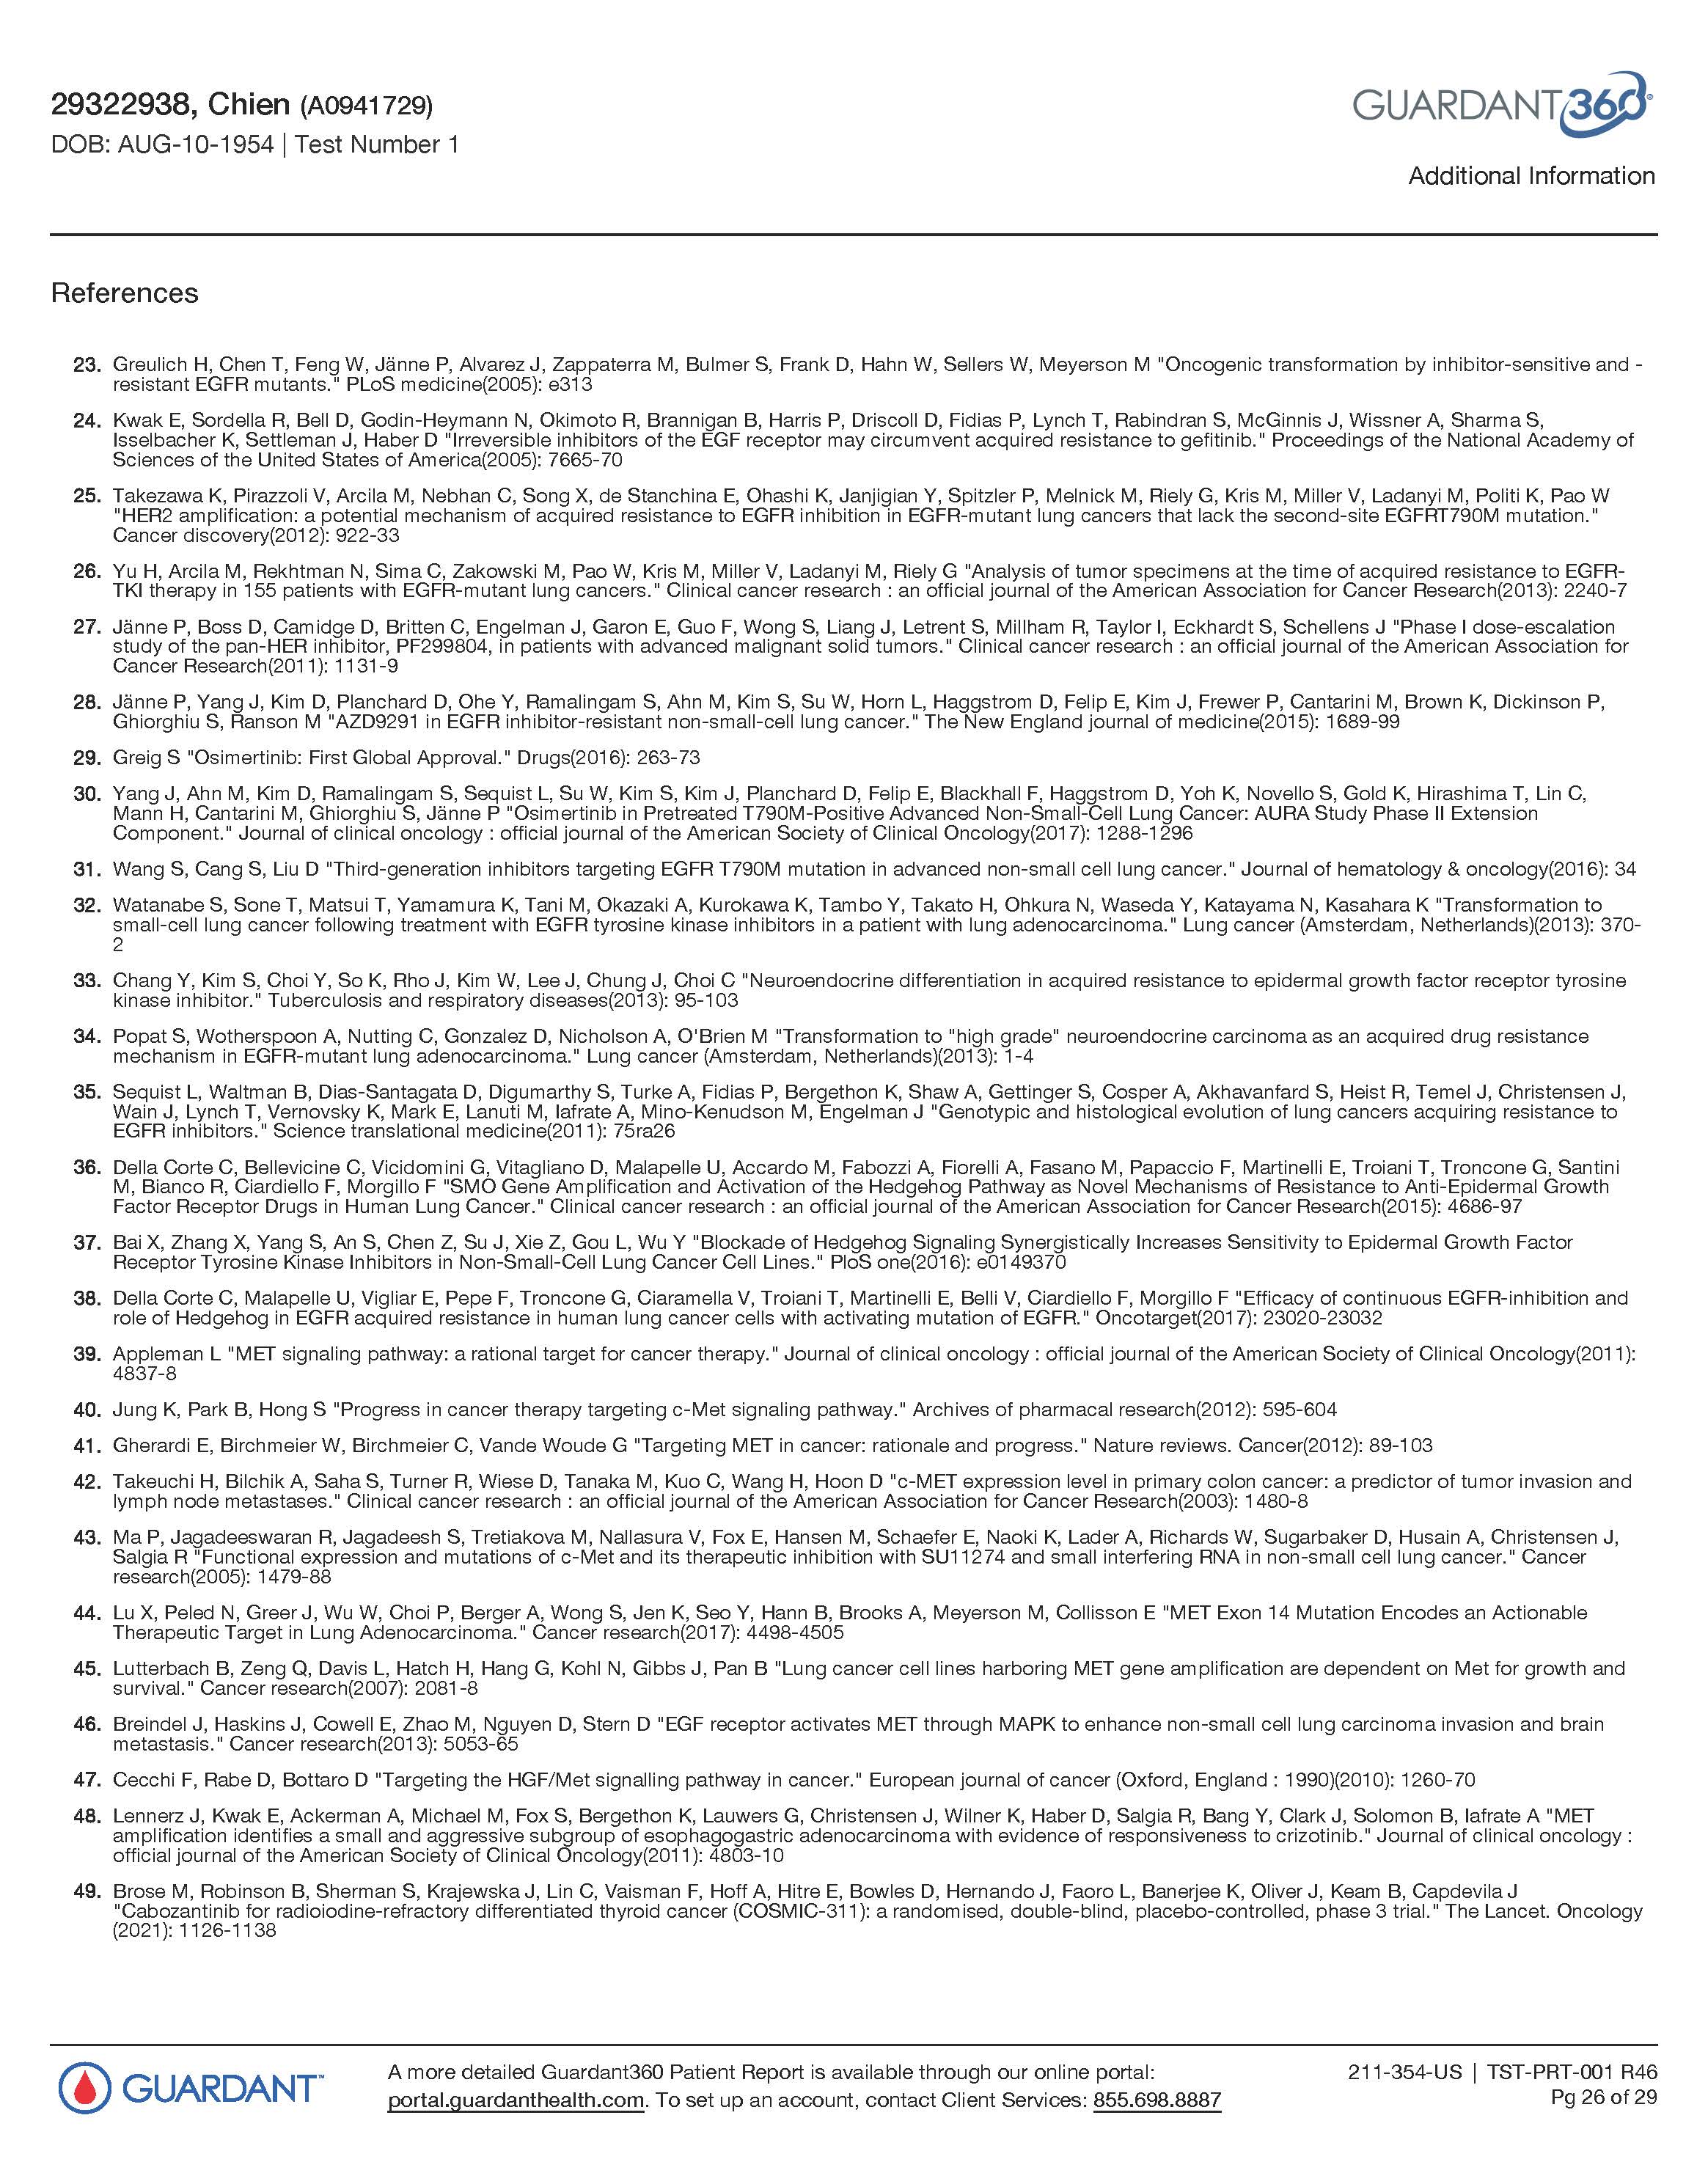 29322938, Chien (A0941729)
DOB: AUG-10-1954 | Test Number 1
GUARDANT360®
Additional Information
References
23. Greulich H, Chen T, Feng W, Jänne P, Alvarez J, Zappaterra M, Bulmer S, Frank D, Hahn W, Sellers W, Meyerson M "Oncogenic transformation by inhibitor-sensitive and -
resistant EGFR mutants." PLoS medicine(2005): e313
24. Kwak E, Sordella R, Bell D, Godin-Heymann N, Okimoto R, Brannigan B, Harris P, Driscoll D, Fidias P, Lynch T, Rabindran S, McGinnis J, Wissner A, Sharma S,
Isselbacher K, Settleman J, Haber D "Irreversible inhibitors of the EGF receptor may circumvent acquired resistance to gefitinib." Proceedings of the National Academy of
Sciences of the United States of America(2005): 7665-70
25. Takezawa K, Pirazzoli V, Arcila M, Nebhan C, Song X, de Stanchina E, Ohashi K, Janjigian Y, Spitzler P, Melnick M, Riely G, Kris M, Miller V, Ladanyi M, Politi K, Pao W
"HER2 amplification: a potential mechanism of acquired resistance to EGFR inhibition in EGFR-mutant lung cancers that lack the second-site EGFRT790M mutation."
Cancer discovery(2012): 922-33
26. Yu H, Arcila M, Rekhtman N, Sima C, Zakowski M, Pao W, Kris M, Miller V, Ladanyi M, Riely G "Analysis of tumor specimens at the time of acquired resistance to EGFR-
TKI therapy in 155 patients with EGFR-mutant lung cancers." Clinical cancer research : an official journal of the American Association for Cancer Research(2013): 2240-7
27. Jänne P, Boss D, Camidge D, Britten C, Engelman J, Garon E, Guo F, Wong S, Liang J, Letrent S, Millham R, Taylor I, Eckhardt S, Schellens J "Phase I dose-escalation
study of the pan-HER inhibitor, PF299804, in patients with advanced malignant solid tumors." Clinical cancer research : an official journal of the American Association for
Cancer Research(2011): 1131-9
28. Jänne P, Yang J, Kim D, Planchard D, Ohe Y, Ramalingam S, Ahn M, Kim S, Su W, Horn L, Haggstrom D, Felip E, Kim J, Frewer P, Cantarini M, Brown K, Dickinson P,
Ghiorghiu S, Ranson M "AZD9291 in EGFR inhibitor-resistant non-small-cell lung cancer." The New England journal of medicine(2015): 1689-99
29. Greig S "Osimertinib: First Global Approval." Drugs(2016): 263-73
30. Yang J, Ahn M, Kim D, Ramalingam S, Sequist L, Su W, Kim S, Kim J, Planchard D, Felip E, Blackhall F, Haggstrom D, Yoh K, Novello S, Gold K, Hirashima T, Lin C,
Mann H, Cantarini M, Ghiorghiu S, Jänne P "Osimertinib in Pretreated T790M-Positive Advanced Non-Small-Cell Lung Cancer: AURA Study Phase II Extension
Component." Journal of clinical oncology : official journal of the American Society of Clinical Oncology(2017): 1288-1296
31. Wang S, Cang S, Liu D "Third-generation inhibitors targeting EGFR T790M mutation in advanced non-small cell lung cancer." Journal of hematology & oncology(2016): 34
32. Watanabe S, Sone T, Matsui T, Yamamura K, Tani M, Okazaki A, Kurokawa K, Tambo Y, Takato H, Ohkura N, Waseda Y, Katayama N, Kasahara K "Transformation to
small-cell lung cancer following treatment with EGFR tyrosine kinase inhibitors in a patient with lung adenocarcinoma." Lung cancer (Amsterdam, Netherlands)(2013): 370-
2
33. Chang Y, Kim S, Choi Y, So K, Rho J, Kim W, Lee J, Chung J, Choi C "Neuroendocrine differentiation in acquired resistance to epidermal growth factor receptor tyrosine
kinase inhibitor." Tuberculosis and respiratory diseases(2013): 95-103
34. Popat S, Wotherspoon A, Nutting C, Gonzalez D, Nicholson A, O'Brien M "Transformation to "high grade" neuroendocrine carcinoma as an acquired drug resistance
mechanism in EGFR-mutant lung adenocarcinoma." Lung cancer (Amsterdam, Netherlands)(2013): 1-4
35. Sequist L, Waltman B, Dias-Santagata D, Digumarthy S, Turke A, Fidias P, Bergethon K, Shaw A, Gettinger S, Cosper A, Akhavanfard S, Heist R, Temel J, Christensen J,
Wain J, Lynch T, Vernovsky K, Mark E, Lanuti M, Iafrate A, Mino-Kenudson M, Engelman J "Genotypic and histological evolution of lung cancers acquiring resistance to
EGFR inhibitors." Science translational medicine(2011): 75ra26
36. Della Corte C, Bellevicine C, Vicidomini G, Vitagliano D, Malapelle U, Accardo M, Fabozzi A, Fiorelli A, Fasano M, Papaccio F, Martinelli E, Troiani T, Troncone G, Santini
M, Bianco R, Ciardiello F, Morgillo F "SMO Gene Amplification and Activation of the Hedgehog Pathway as Novel Mechanisms of Resistance to Anti-Epidermal Growth
Factor Receptor Drugs in Human Lung Cancer." Clinical cancer research : an official journal of the American Association for Cancer Research(2015): 4686-97
37. Bai X, Zhang X, Yang S, An S, Chen Z, Su J, Xie Z, Gou L, Wu Y "Blockade of Hedgehog Signaling Synergistically Increases Sensitivity to Epidermal Growth Factor
Receptor Tyrosine Kinase Inhibitors in Non-Small-Cell Lung Cancer Cell Lines." PloS one(2016): e0149370
38. Della Corte C, Malapelle U, Vigliar E, Pepe F, Troncone G, Ciaramella V, Troiani T, Martinelli E, Belli V, Ciardiello F, Morgillo F "Efficacy of continuous EGFR-inhibition and
role of Hedgehog in EGFR acquired resistance in human lung cancer cells with activating mutation of EGFR." Oncotarget(2017): 23020-23032
39. Appleman L "MET signaling pathway: a rational target for cancer therapy." Journal of clinical oncology : official journal of the American Society of Clinical Oncology(2011):
4837-8
40. Jung K, Park B, Hong S "Progress in cancer therapy targeting c-Met signaling pathway." Archives of pharmacal research(2012): 595-604
41. Gherardi E, Birchmeier W, Birchmeier C, Vande Woude G "Targeting MET in cancer: rationale and progress." Nature reviews. Cancer(2012): 89-103
42. Takeuchi H, Bilchik A, Saha S, Turner R, Wiese D, Tanaka M, Kuo C, Wang H, Hoon D "c-MET expression level in primary colon cancer: a predictor of tumor invasion and
lymph node metastases." Clinical cancer research : an official journal of the American Association for Cancer Research(2003): 1480-8
43. Ma P, Jagadeeswaran R, Jagadeesh S, Tretiakova M, Nallasura V, Fox E, Hansen M, Schaefer E, Naoki K, Lader A, Richards W, Sugarbaker D, Husain A, Christensen J,
Salgia R "Functional expression and mutations of c-Met and its therapeutic inhibition with SU11274 and small interfering RNA in non-small cell lung cancer." Cancer
research(2005): 1479-88
44. Lu X, Peled N, Greer J, Wu W, Choi P, Berger A, Wong S, Jen K, Seo Y, Hann B, Brooks A, Meyerson M, Collisson E "MET Exon 14 Mutation Encodes an Actionable
Therapeutic Target in Lung Adenocarcinoma." Cancer research(2017): 4498-4505
45. Lutterbach B, Zeng Q, Davis L, Hatch H, Hang G, Kohl N, Gibbs J, Pan B "Lung cancer cell lines harboring MET gene amplification are dependent on Met for growth and
survival." Cancer research(2007): 2081-8
46. Breindel J, Haskins J, Cowell E, Zhao M, Nguyen D, Stern D "EGF receptor activates MET through MAPK to enhance non-small cell lung carcinoma invasion and brain
metastasis." Cancer research(2013): 5053-65
47. Cecchi F, Rabe D, Bottaro D "Targeting the HGF/Met signalling pathway in cancer." European journal of cancer (Oxford, England : 1990)(2010): 1260-70
48. Lennerz J, Kwak E, Ackerman A, Michael M, Fox S, Bergethon K, Lauwers G, Christensen J, Wilner K, Haber D, Salgia R, Bang Y, Clark J, Solomon B, Iafrate A "MET
amplification identifies a small and aggressive subgroup of esophagogastric adenocarcinoma with evidence of responsiveness to crizotinib." Journal of clinical oncology :
official journal of the American Society of Clinical Oncology(2011): 4803-10
49. Brose M, Robinson B, Sherman S, Krajewska J, Lin C, Vaisman F, Hoff A, Hitre E, Bowles D, Hernando J, Faoro L, Banerjee K, Oliver J, Keam B, Capdevila J
"Cabozantinib for radioiodine-refractory differentiated thyroid cancer (COSMIC-311): a randomised, double-blind, placebo-controlled, phase 3 trial." The Lancet. Oncology
(2021): 1126-1138
GUARDANT™
A more detailed Guardant360 Patient Report is available through our online portal:
portal.guardanthealth.com. To set up an account, contact Client Services: 855.698.8887
211-354-US | TST-PRT-001 R46
Pg 26 of 29